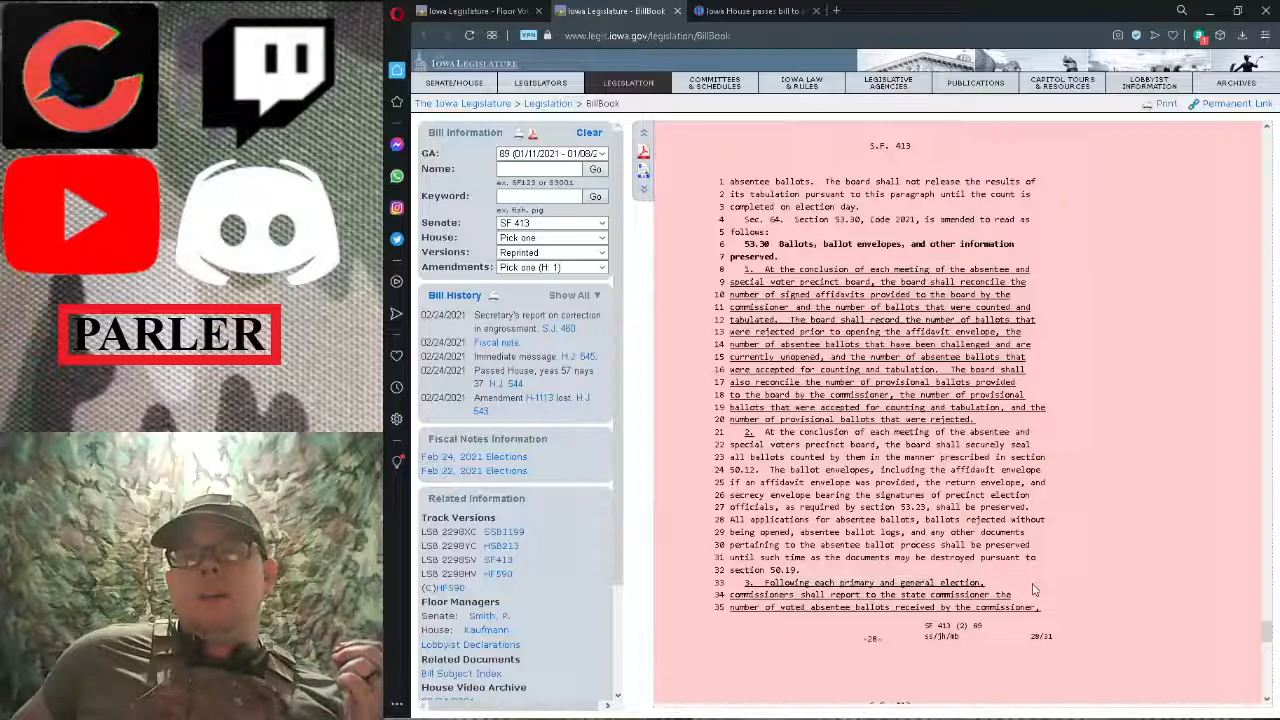 PARLER
Iowa Legislature - Floor Vot
Iowa Legislature - BillBook
Iowa House passes bill to e
VPN
www.legis.iowa.gov/legislation/BillBook
IOWA LEGISLATURE
SENATE/HOUSE
LEGISLATORS
LEGISLATION
COMMITTEES & SCHEDULES
IOWA LAW & RULES
LEGISLATIVE AGENCIES
PUBLICATIONS
CAPITOL TOURS & RESOURCES
LOBBYIST INFORMATION
ARCHIVES
The Iowa Legislature > Legislation > BillBook
Print
Permanent Link
Bill Information
Clear
GA:
Name:
Go
ex. SF123 or 3300I
Keyword:
Go
ex. fish, pig
Senate: SF 413
House: Pick one
Versions: Reprinted
Amendments: Pick one (H: 1)
Bill History
Show All ▼
02/24/2021 Secretary's report on correction
in engrossment. S.J. 460
02/24/2021 Fiscal note.
02/24/2021 Immediate message. H.J. 545.
02/24/2021 Passed House, yeas 57 nays
37. H.J. 544
02/24/2021 Amendment H-1113 lost. H.J.
543
Fiscal Notes Information
Feb 24, 2021 Elections
Feb 22, 2021 Elections
Related Information
Track Versions
LSB 2298YC SSB1199
LSB 2298YC HSB213
LSB 2298SV SF413
LSB 2298HV HF590
(C)HF590
Floor Managers
Senate: Smith, R.
House: Kaufmann,
Lobbyist Declarations
Related Documents
Bill Subject Index
House Video Archive
S.F. 413
1 absentee ballots. The board shall not release the results of
2 its tabulation pursuant to this paragraph until the count is
3 completed on election day.
4 Sec. 64. Section 53.30, Code 2021, is amended to read as
5 follows:
6 53.30 Ballots, ballot envelopes, and other information
7 preserved.
8 1. At the conclusion of each meeting of the absentee and
9 special voter precinct board, the board shall reconcile the
10 number of signed affidavits provided to the board by the
11 commissioner and the number of ballots that were counted and
12 tabulated. The board shall record the number of ballots that
13 were rejected prior to opening the affidavit envelope, the
14 number of absentee ballots that have been challenged and are
15 currently unopened, and the number of absentee ballots that
16 were accepted for counting and tabulation. The board shall
17 also reconcile the number of provisional ballots provided
18 to the board by the commissioner, the number of provisional
19 ballots that were accepted for counting and tabulation, and the
20 number of provisional ballots that were rejected.
21 2. At the conclusion of each meeting of the absentee and
22 special voters precinct board, the board shall securely seal
23 all ballots counted by them in the manner prescribed in section
24 50.12. The ballot envelopes, including the affidavit envelope
25 if an affidavit envelope was provided, the return envelope, and
26 secrecy envelope bearing the signatures of precinct election
27 officials, as required by section 53.23, shall be preserved.
28 All applications for absentee ballots, ballots rejected without
29 being opened, absentee ballot logs, and any other documents
30 pertaining to the absentee ballot process shall be preserved
31 until such time as the documents may be destroyed pursuant to
32 section 50.19.
33 3. Following each primary and general election,
34 commissioners shall report to the state commissioner the
35 number of voted absentee ballots received by the commissioner,
SF 413 (2) 89
-28- ss/jh/mb 28/31